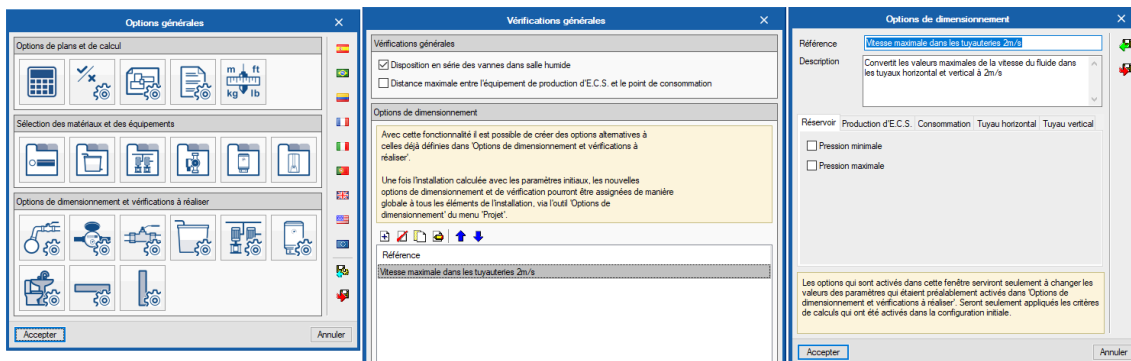 Options générales
Options de plans et de calcul
m ft
kg lb
Sélection des matériaux et des équipements
Options de dimensionnement et vérifications à réaliser
Accepter
Annuler
Vérifications générales
Vérifications générales
Disposition en série des vannes dans salle humide
Distance maximale entre l'équipement de production d'E.C.S. et le point de consommation
Options de dimensionnement
Avec cette fonctionnalité il est possible de créer des options alternatives à
celles déjà définies dans 'Options de dimensionnement et vérifications à
réaliser'.
Une fois l'installation calculée avec les paramètres initiaux, les nouvelles
options de dimensionnement et de vérification pourront être assignées de manière
globale à tous les éléments de l'installation, via l'outil 'Options de
dimensionnement' du menu 'Projet'.
Référence
Vitesse maximale dans les tuyauteries 2m/s
Options de dimensionnement
Référence
Vitesse maximale dans les tuyauteries 2m/s
Description
Convertit les valeurs maximales de la vitesse du fluide dans
les tuyaux horizontal et vertical à 2m/s
Réservoir Production d'E.C.S. Consommation Tuyau horizontal Tuyau vertical
Pression minimale
Pression maximale
Les options qui sont activés dans cette fenêtre serviront seulement à changer les
valeurs des paramètres qui étaient préalablement activés dans 'Options de
dimensionnement et vérifications à réaliser'. Seront seulement appliqués les critères
de calculs qui ont été activés dans la configuration initiale.
Accepter
Annuler